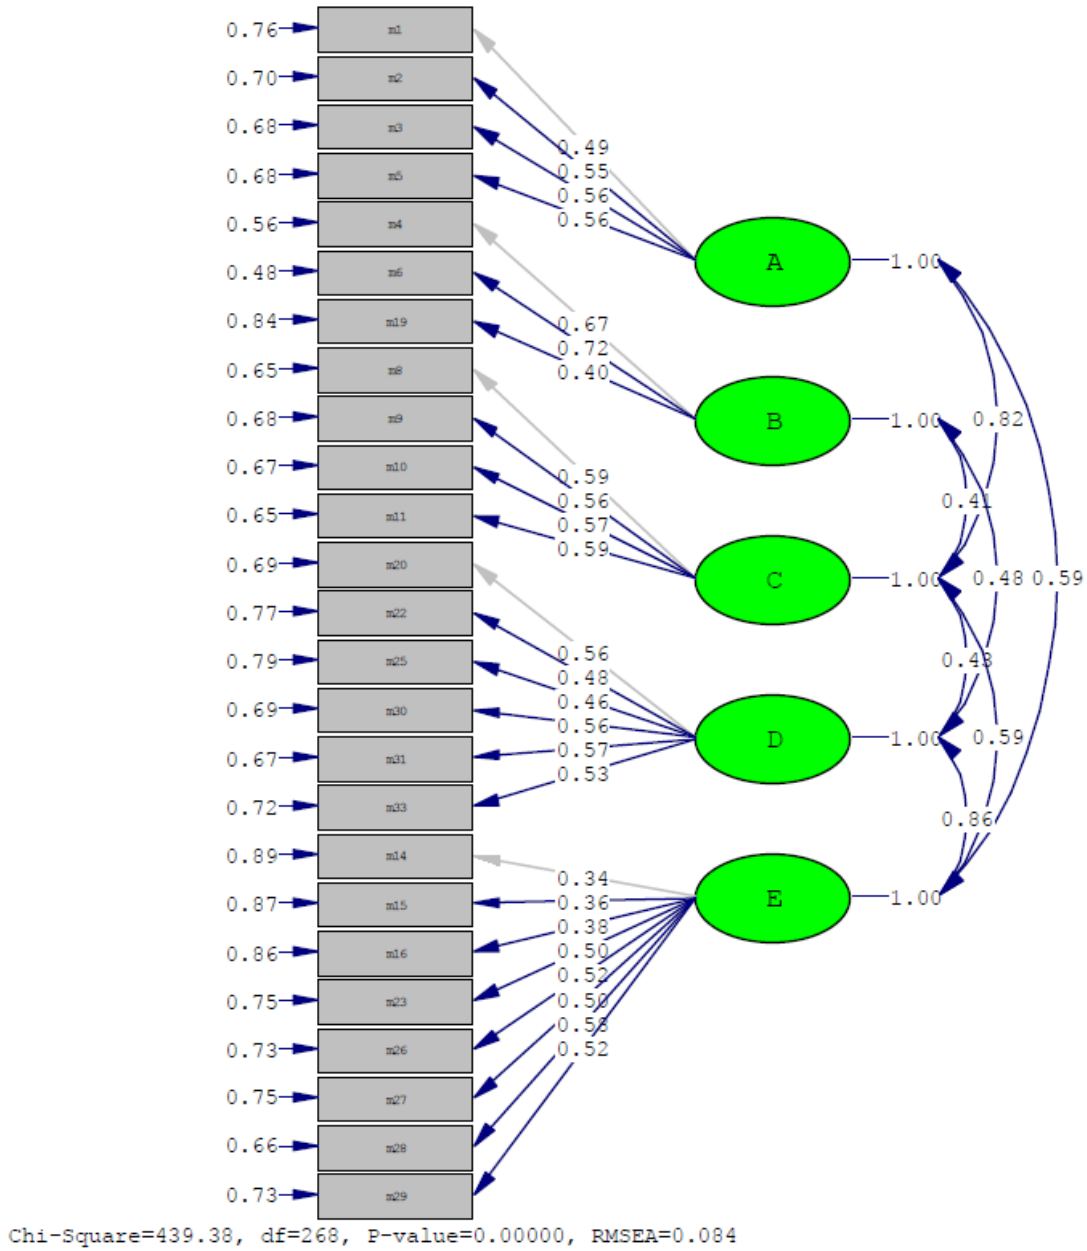 0.76 m1
0.70 m2
0.68 m3
0.68 m5
0.56 m4
0.48 m6
0.84 m19
0.65 m8
0.68 m9
0.67 m10
0.65 m11
0.69 m20
0.77 m22
0.79 m25
0.69 m30
0.67 m31
0.72 m33
0.89 m14
0.87 m15
0.86 m16
0.75 m23
0.73 m26
0.75 m27
0.66 m28
0.73 m29
0.49
0.55
0.56
0.56
0.67
0.72
0.40
0.59
0.56
0.57
0.59
0.56
0.48
0.46
0.56
0.57
0.53
0.34
0.36
0.38
0.50
0.52
0.50
0.58
0.52
A 1.00
B 1.00
C 1.00
D 1.00
E 1.00
0.82
0.41
0.48 0.59
0.43
0.59
0.86
Chi-Square=439.38, df=268, P-value=0.00000, RMSEA=0.084